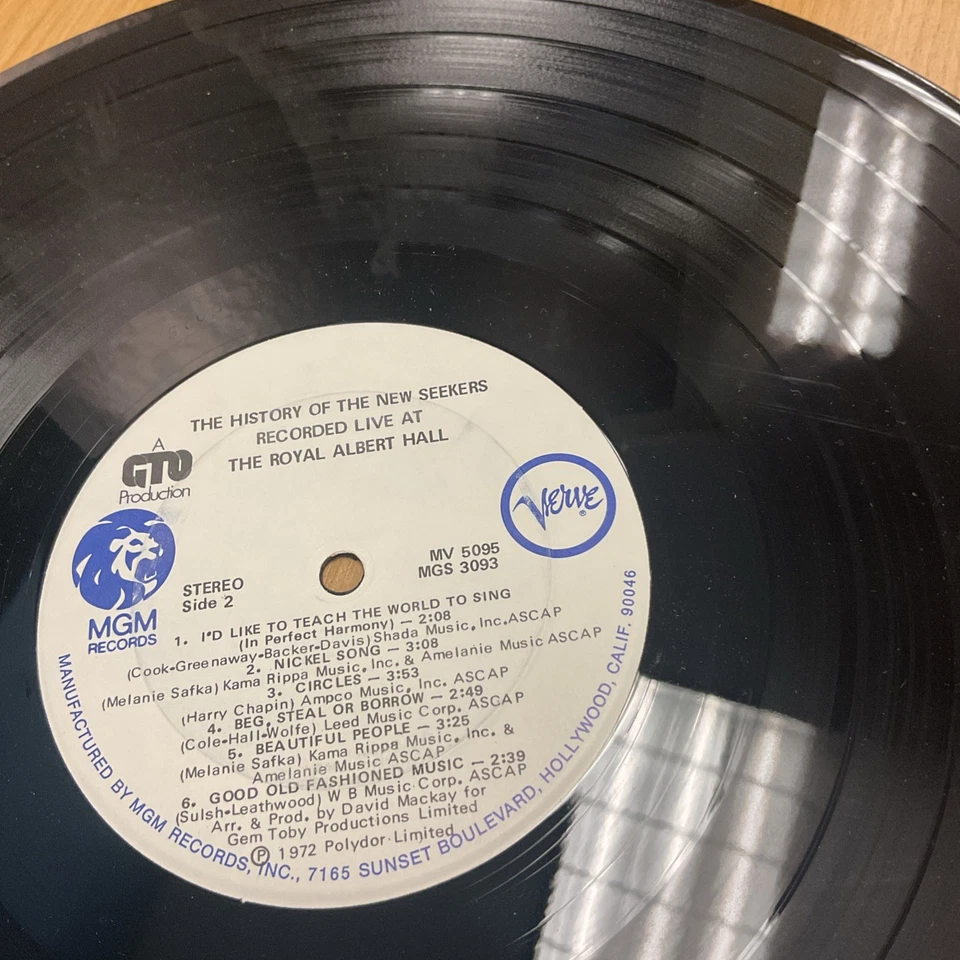 THE HISTORY OF THE NEW SEEKERS
RECORDED LIVE AT
THE ROYAL ALBERT HALL
A
GTO
Production
Verve
®
MGM
RECORDS
STEREO
Side 2
MV 5095
MGS 3093
1. I'D LIKE TO TEACH THE WORLD TO SING
(In Perfect Harmony) — 2:08
(Cook-Greenaway-Backer-Davis) Shada Music, Inc. ASCAP
2. NICKEL SONG — 3:08
(Melanie Safka) Kama Rippa Music, Inc. & Amelanie Music ASCAP
3. CIRCLES — 3:53
(Harry Chapin) Ampco Music, Inc. ASCAP
4. BEG, STEAL OR BORROW — 2:49
(Cole-Hall-Wolfe) Leed Music Corp. ASCAP
5. BEAUTIFUL PEOPLE — 3:25
(Melanie Safka) Kama Rippa Music, Inc. &
Amelanie Music ASCAP
6. GOOD OLD FASHIONED MUSIC — 2:39
(Sulsh-Leathwood) W B Music Corp. ASCAP
Arr. & Prod. by David Mackay for
Gem Toby Productions Limited
℗ 1972 Polydor Limited
MANUFACTURED BY MGM RECORDS, INC., 7165 SUNSET BOULEVARD, HOLLYWOOD, CALIF. 90046